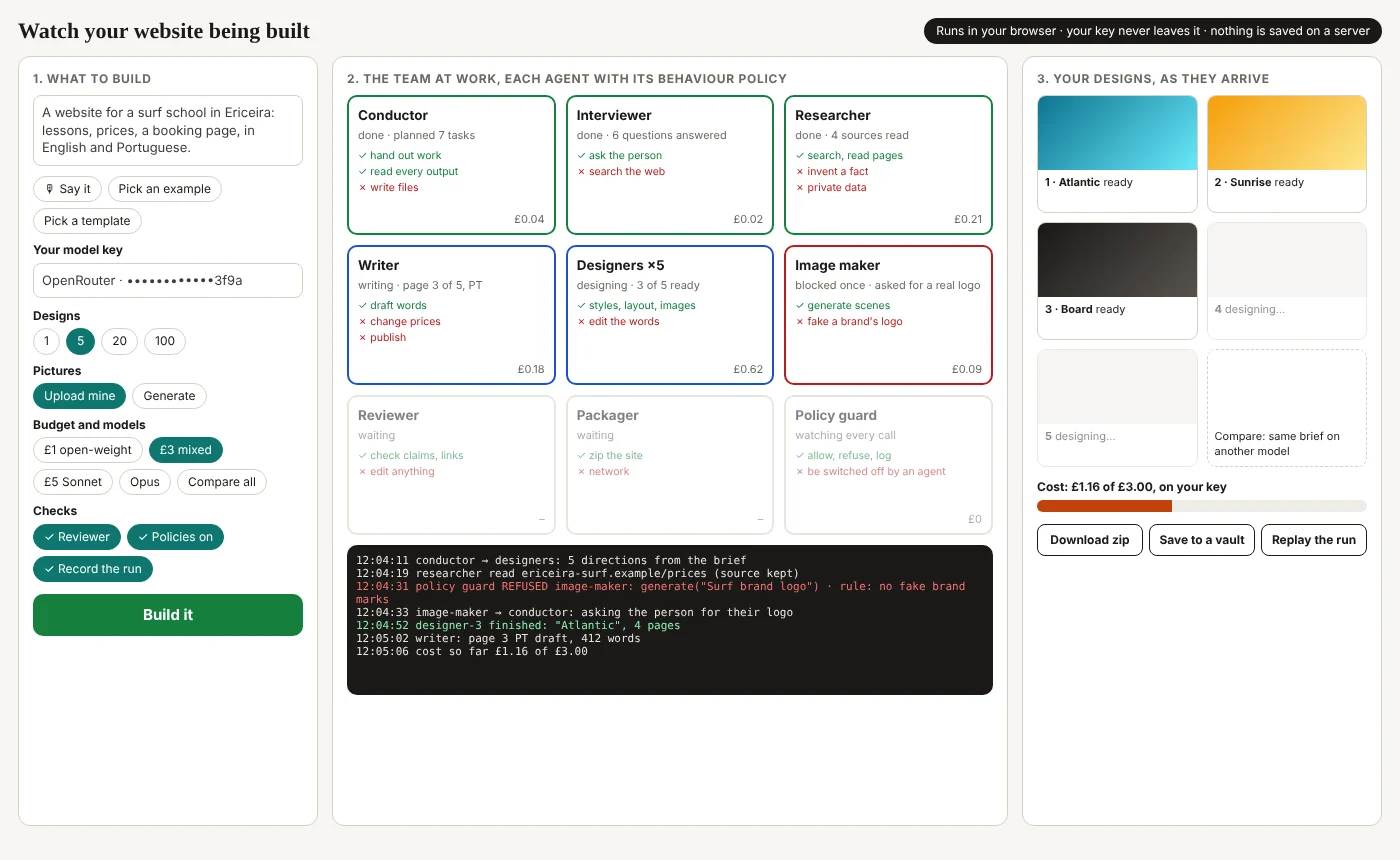 Watch your website being built
Runs in your browser · your key never leaves it · nothing is saved on a server
1. WHAT TO BUILD
A website for a surf school in Ericeira:
lessons, prices, a booking page, in
English and Portuguese.
🎙 Say it
Pick an example
Pick a template
Your model key
OpenRouter · ••••••••••••3f9a
Designs
1
5
20
100
Pictures
Upload mine
Generate
Budget and models
£1 open-weight
£3 mixed
£5 Sonnet
Opus
Compare all
Checks
✓ Reviewer
✓ Policies on
✓ Record the run
Build it
2. THE TEAM AT WORK, EACH AGENT WITH ITS BEHAVIOUR POLICY
Conductor
done · planned 7 tasks
✓ hand out work
✓ read every output
× write files
£0.04
Interviewer
done · 6 questions answered
✓ ask the person
× search the web
£0.02
Researcher
done · 4 sources read
✓ search, read pages
× invent a fact
× private data
£0.21
Writer
writing · page 3 of 5, PT
✓ draft words
× change prices
× publish
£0.18
Designers ×5
designing · 3 of 5 ready
✓ styles, layout, images
× edit the words
£0.62
Image maker
blocked once · asked for a real logo
✓ generate scenes
× fake a brand's logo
£0.09
Reviewer
waiting
✓ check claims, links
× edit anything
–
Packager
waiting
✓ zip the site
× network
–
Policy guard
watching every call
✓ allow, refuse, log
× be switched off by an agent
£0
12:04:11 conductor → designers: 5 directions from the brief
12:04:19 researcher read ericeira-surf.example/prices (source kept)
12:04:31 policy guard REFUSED image-maker: generate("Surf brand logo") · rule: no fake brand
marks
12:04:33 image-maker → conductor: asking the person for their logo
12:04:52 designer-3 finished: "Atlantic", 4 pages
12:05:02 writer: page 3 PT draft, 412 words
12:05:06 cost so far £1.16 of £3.00
3. YOUR DESIGNS, AS THEY ARRIVE
1 · Atlantic ready
2 · Sunrise ready
3 · Board ready
4 designing...
5 designing...
Compare: same brief on
another model
Cost: £1.16 of £3.00, on your key
Download zip
Save to a vault
Replay the run